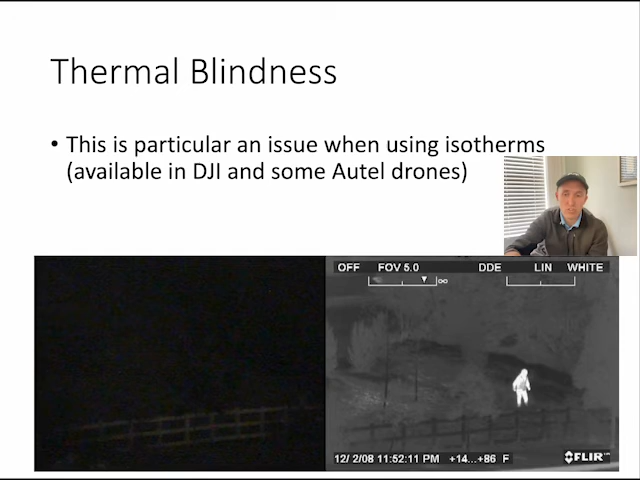 Thermal Blindness
• This is particular an issue when using isotherms
(available in DJI and some Autel drones)
OFF FOV 5.0 DDE LIN WHITE
12/ 2/08 11:52:11 PM +14...+86 F FLIR